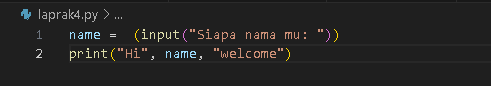 laprak4.py > ...
1 name =  (input("Siapa nama mu: "))
2 print("Hi", name, "welcome")